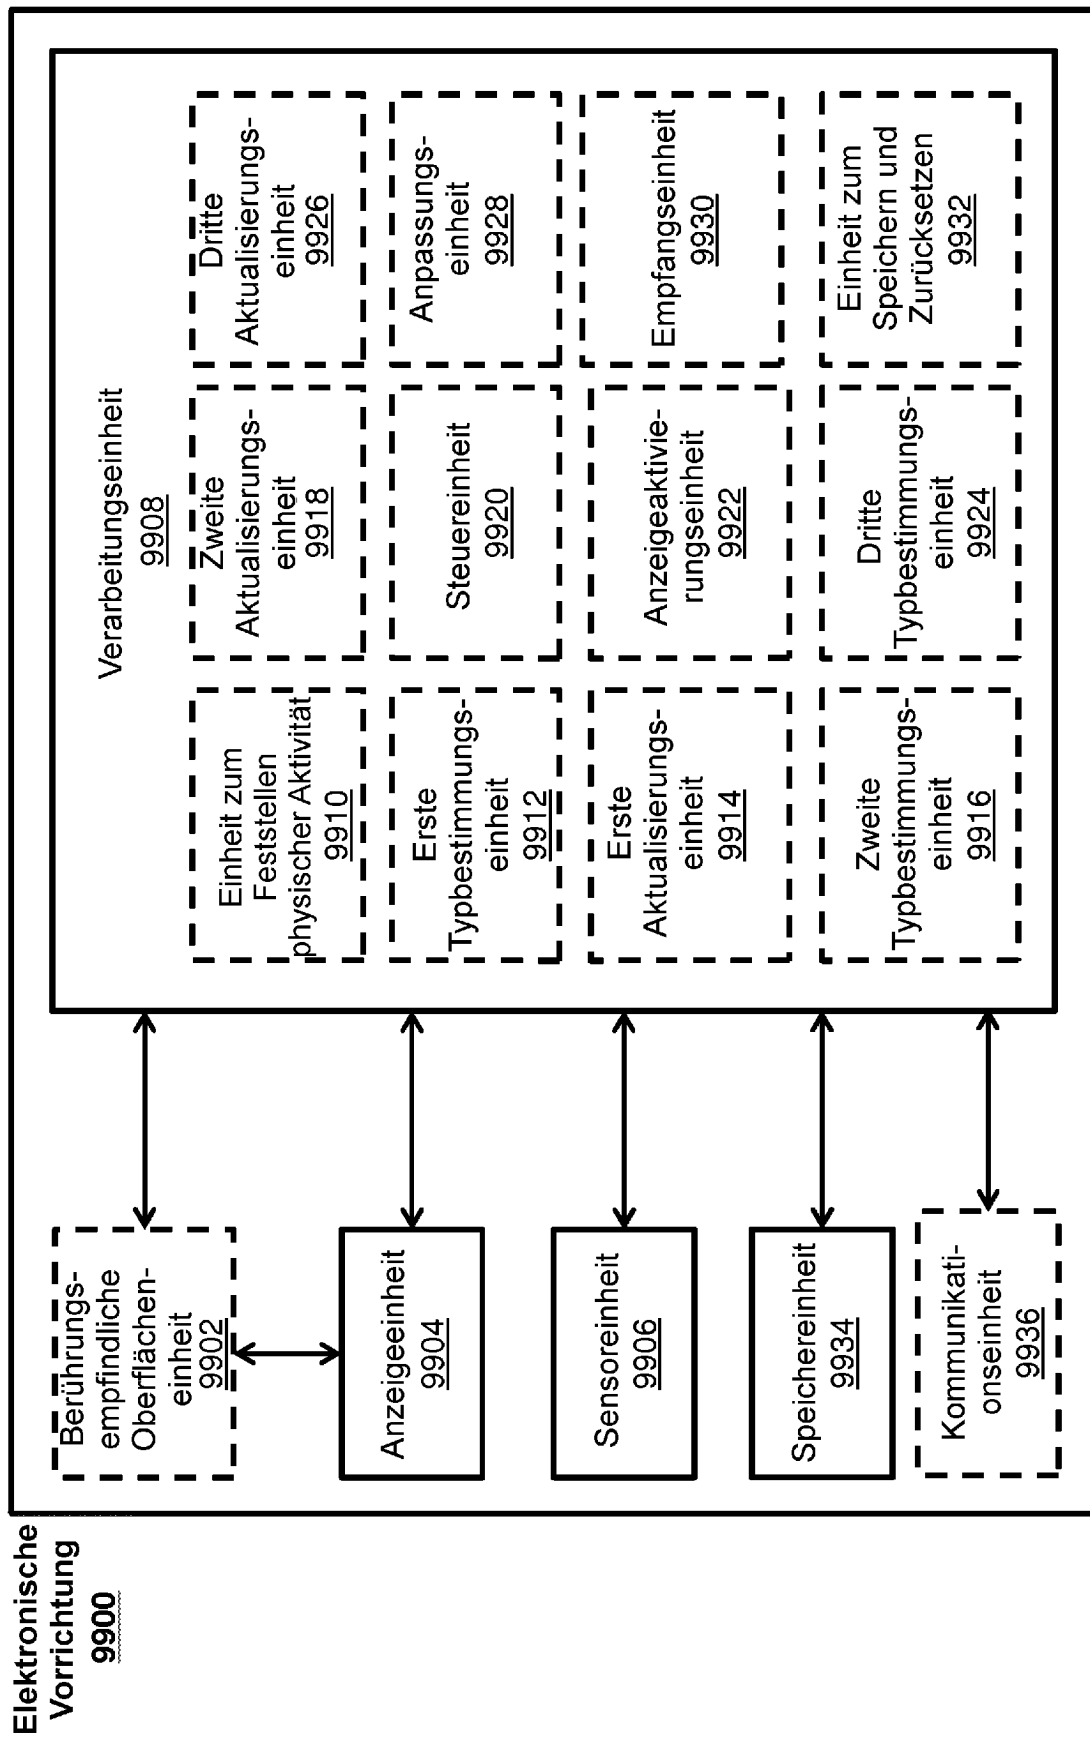 Elektronische
Vorrichtung
9900
Berührungs-
empfindliche
Oberflächen-
einheit
9902
Anzeigeeinheit
9904
Sensoreinheit
9906
Speichereinheit
9934
Kommunikati-
onseinheit
9936
Verarbeitungseinheit
9908
Einheit zum
Feststellen
physischer Aktivität
9910
Zweite
Aktualisierungs-
einheit
9918
Dritte
Aktualisierungs-
einheit
9926
Erste
Typbestimmungs-
einheit
9912
Steuereinheit
9920
Anpassungs-
einheit
9928
Erste
Aktualisierungs-
einheit
9914
Anzeigeaktivie-
rungseinheit
9922
Empfangseinheit
9930
Zweite
Typbestimmungs-
einheit
9916
Dritte
Typbestimmungs-
einheit
9924
Einheit zum
Speichern und
Zurücksetzen
9932